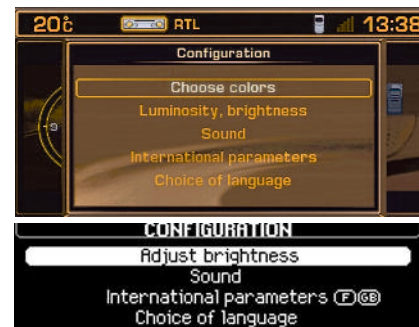 20°c RTL 13:38
Configuration
Choose colors
Luminosity, brightness
Sound
International parameters
Choice of language
CONFIGURATION
Adjust brightness
Sound
International parameters F GB
Choice of language